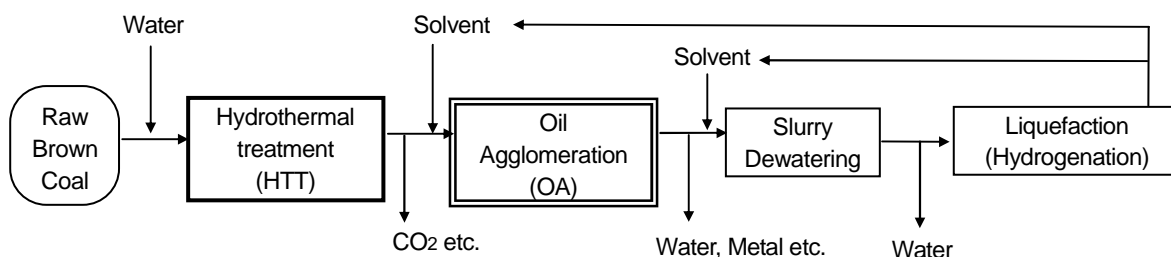 Water
Solvent
Solvent
Raw
Brown
Coal
Hydrothermal
treatment
(HTT)
Oil
Agglomeration
(OA)
Slurry
Dewatering
Liquefaction
(Hydrogenation)
CO2 etc.
Water, Metal etc.
Water